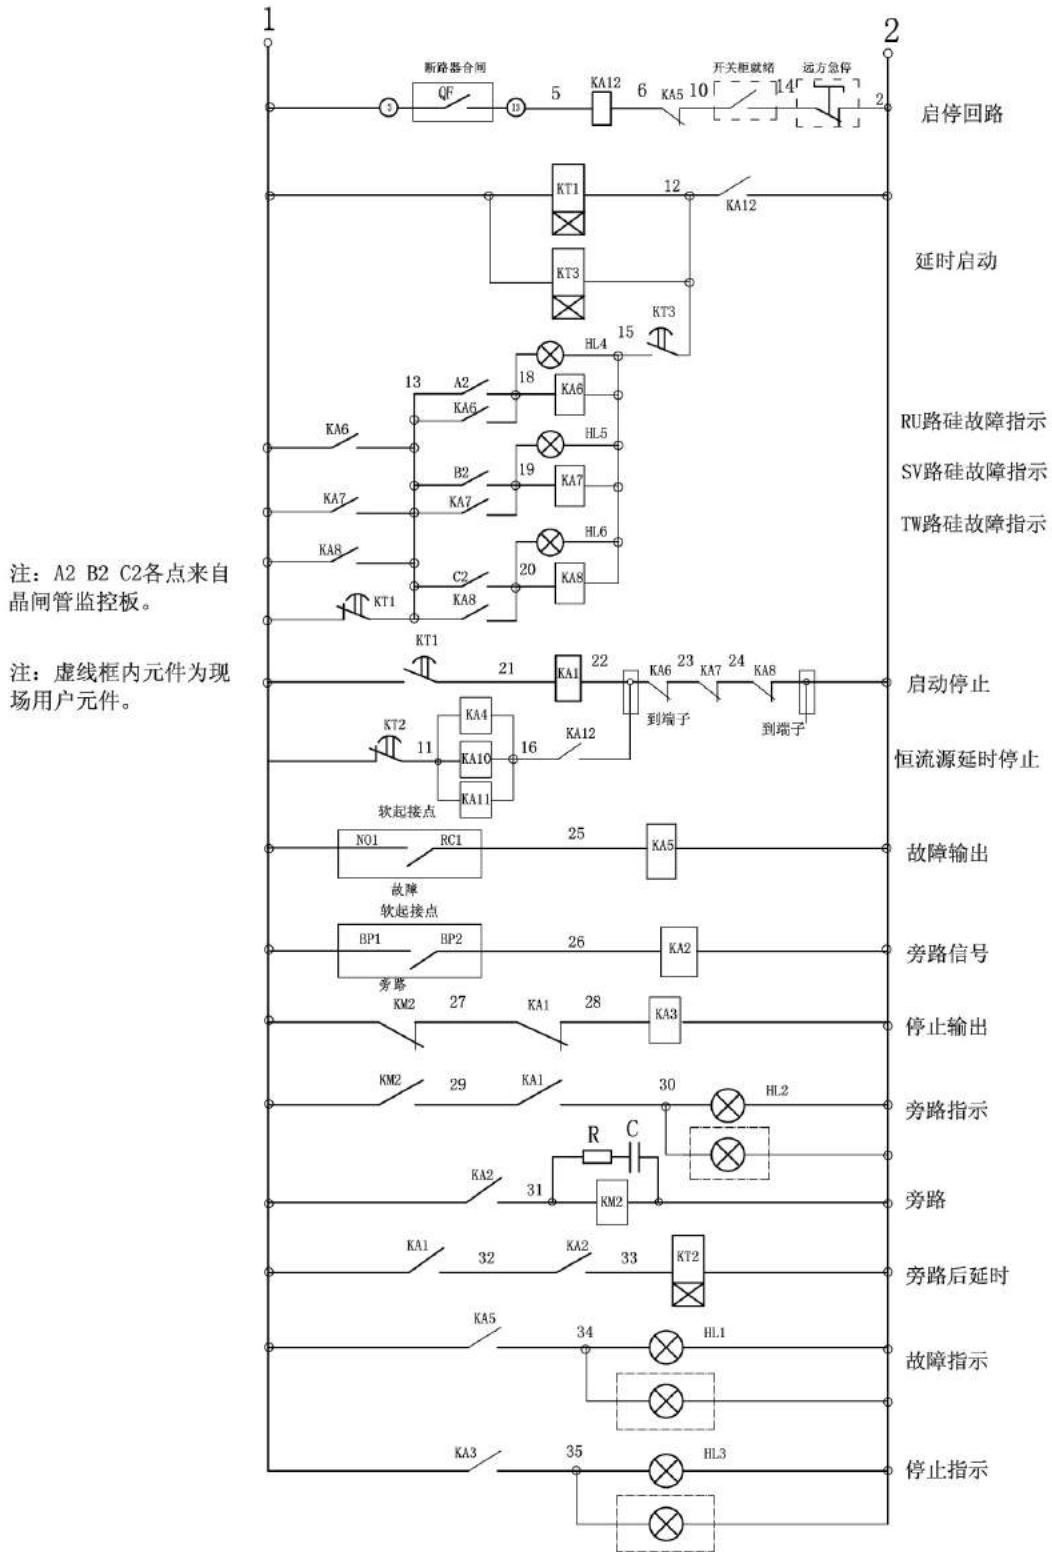 1
2
断路器合闸
QF
3
13
5
KA12
6
KA5
10
开关柜就绪
14
远方急停
2
启停回路
KT1
12
KA12
KT3
延时启动
KT3
15
HL4
13
A2
18
KA6
KA6
KA6
RU路硅故障指示
HL5
B2
19
KA7
KA7
KA7
SV路硅故障指示
HL6
KA8
C2
20
KA8
KA8
TW路硅故障指示
KT1
注：A2 B2 C2各点来自
晶闸管监控板。
注：虚线框内元件为现
场用户元件。
KT1
21
KA1
22
KA6
23
KA7
24
KA8
到端子
到端子
启动停止
KT2
11
KA4
KA10
KA11
16
KA12
恒流源延时停止
软起接点
NO1
RC1
故障
25
KA5
故障输出
软起接点
BP1
BP2
旁路
26
KA2
旁路信号
KM2
27
KA1
28
KA3
停止输出
KM2
29
KA1
30
HL2
旁路指示
R
C
KA2
31
KM2
旁路
KA1
32
KA2
33
KT2
旁路后延时
KA5
34
HL1
故障指示
KA3
35
HL3
停止指示